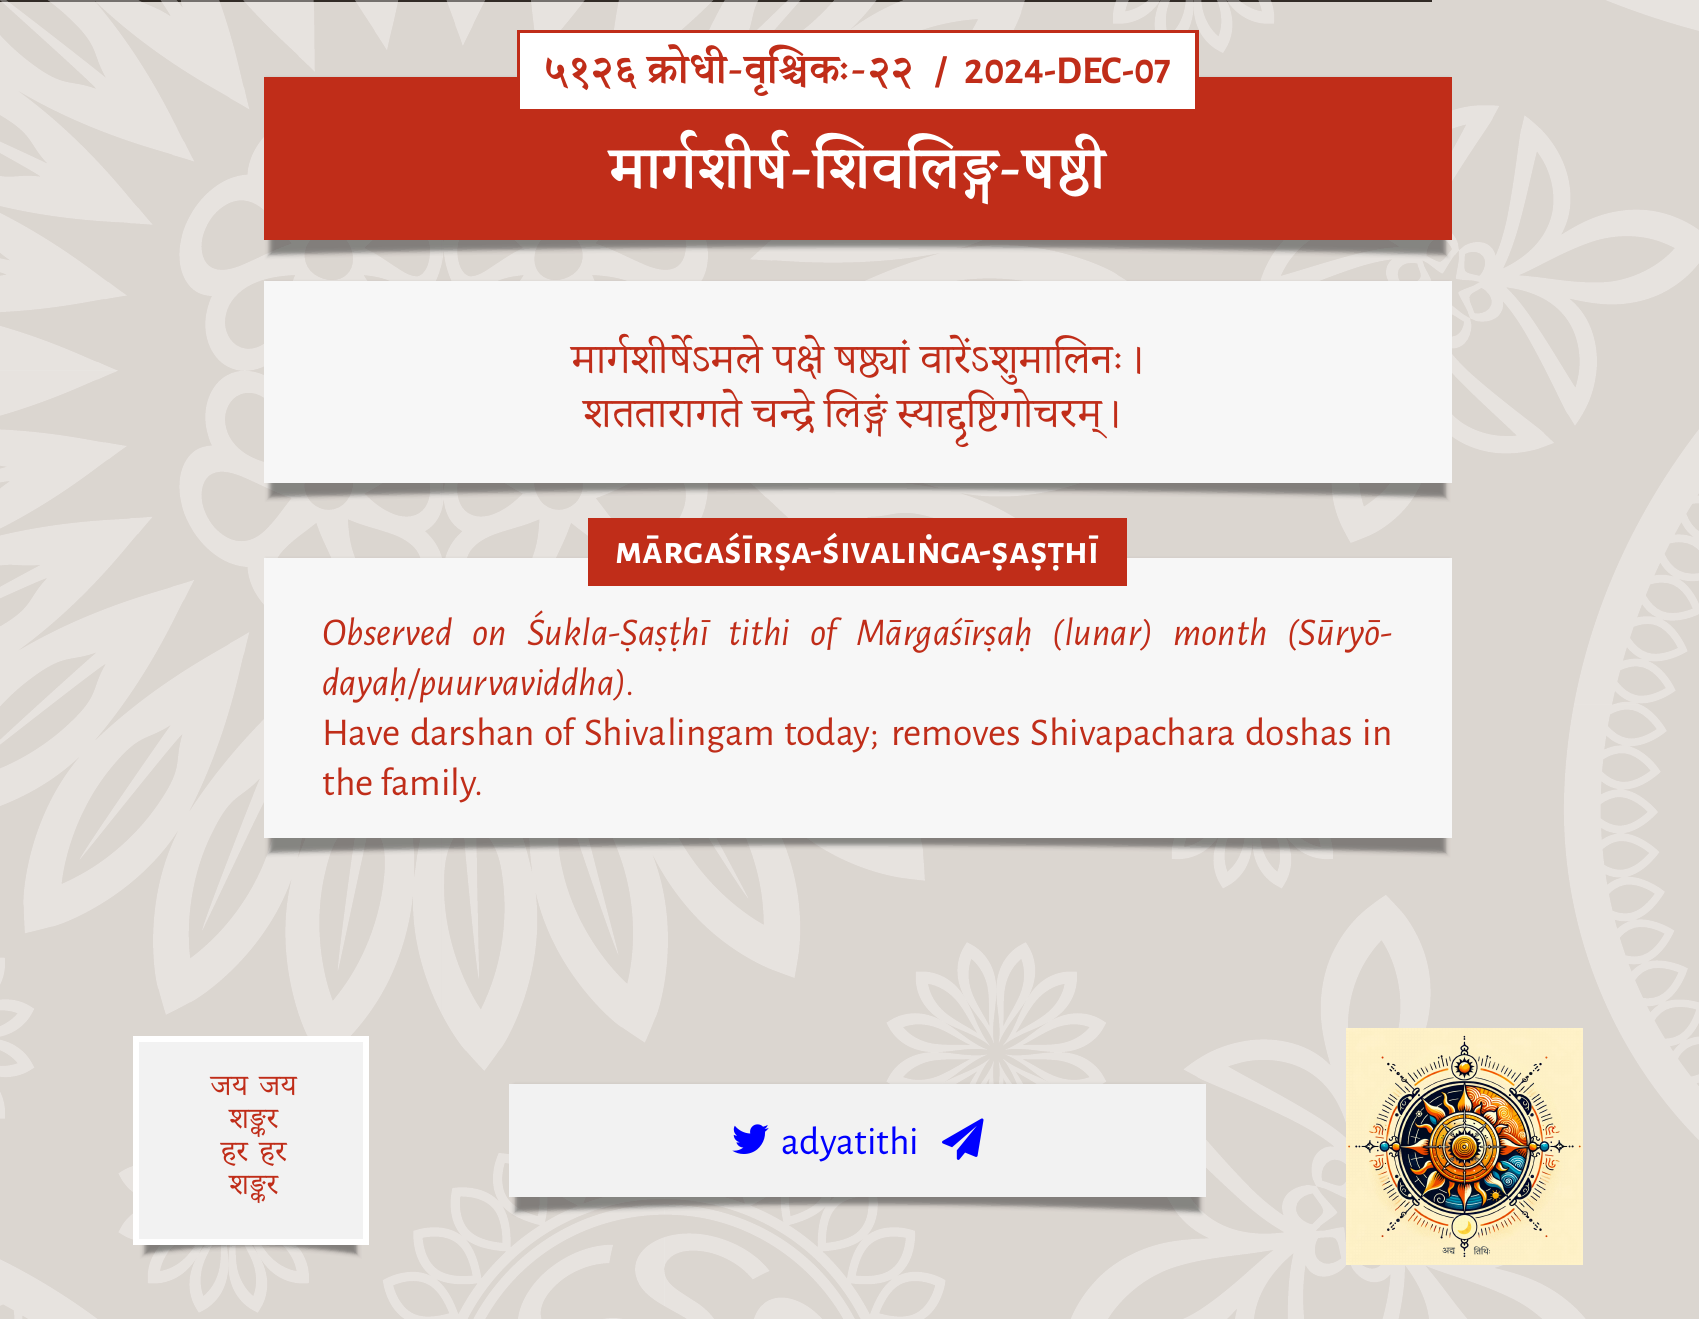 ५१२६ क्रोधी-वृश्चिकः-२२ / 2024-DEC-07
मार्गशीर्ष-शिवलिङ्ग-षष्ठी
मार्गशीर्षेऽमले पक्षे षष्ठ्यां वारेंऽशुमालिनः।
शततारागते चन्द्रे लिङ्गं स्याद्दृष्टिगोचरम्।
MĀRGAŚĪRṢA-ŚIVALIṄGA-ṢAṢṬHĪ
Observed on Śukla-Ṣaṣṭhī tithi of Mārgaśīrṣaḥ (lunar) month (Sūryō-
dayaḥ/puurvaviddha).
Have darshan of Shivalingam today; removes Shivapachara doshas in
the family.
जय जय
शङ्कर
हर हर
शङ्कर
adyatithi
अद्य तिथिः